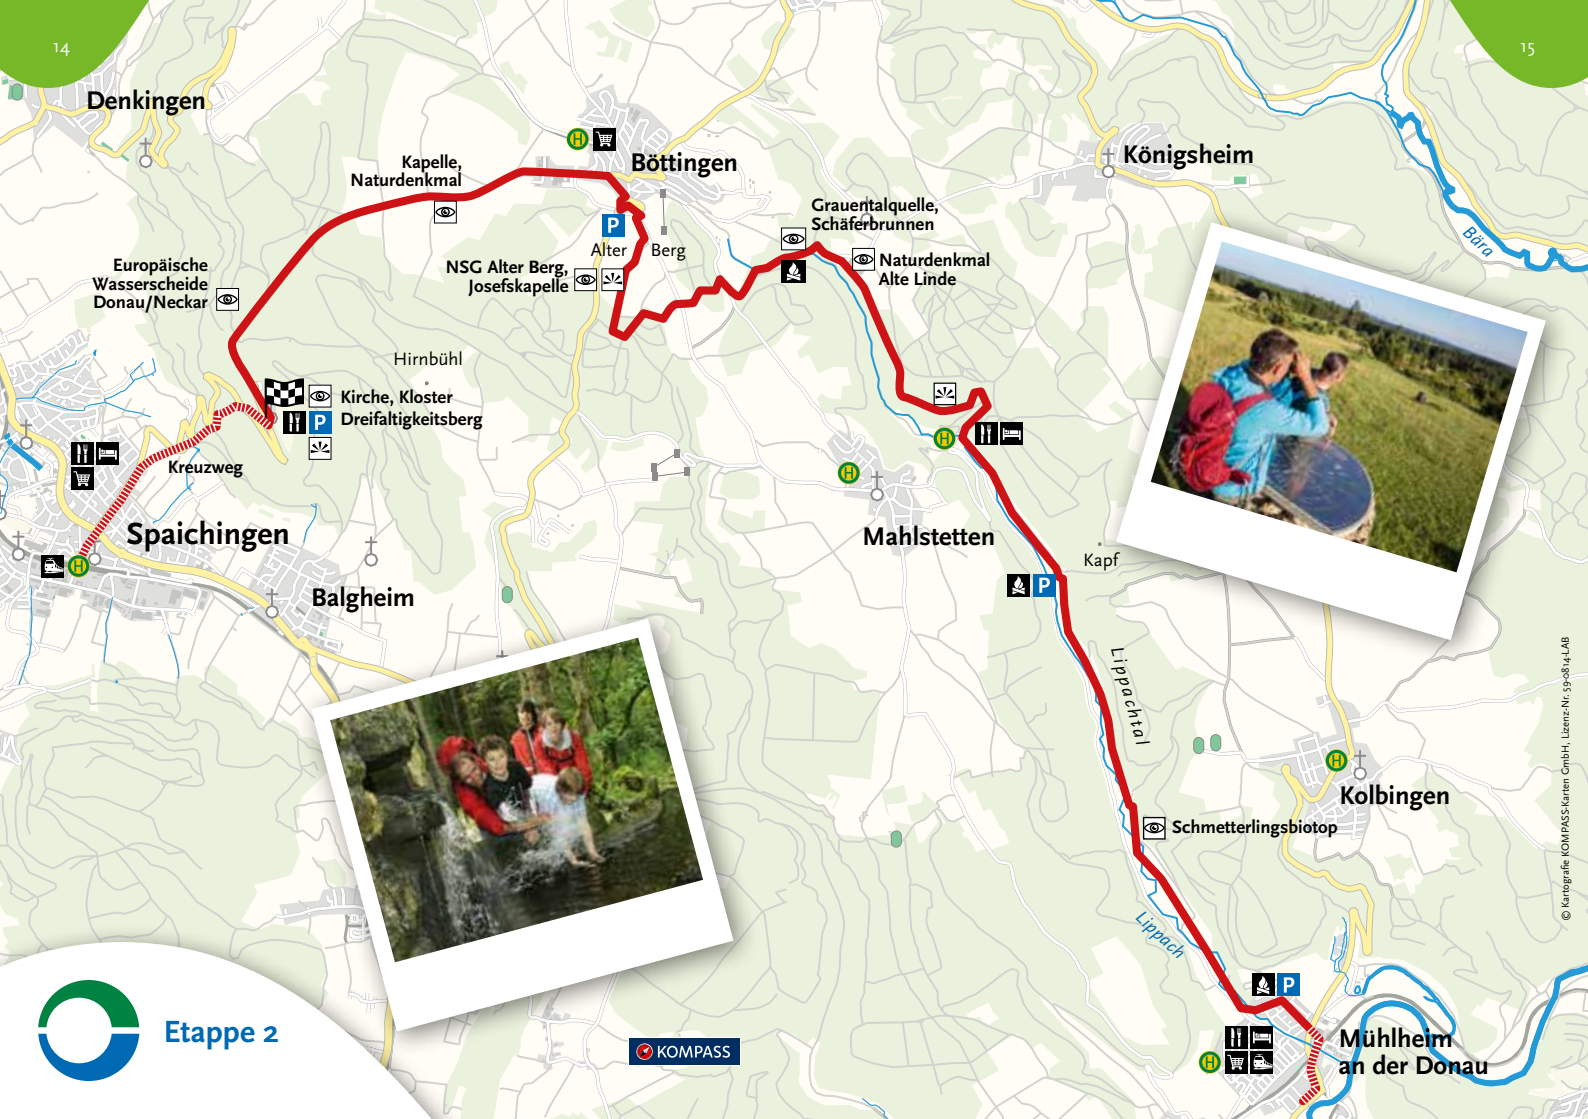 14
15
Denkingen
Böttingen
Königsheim
Kapelle,
Naturdenkmal
Grauentalquelle,
Schäferbrunnen
Bära
P
Alter Berg
Naturdenkmal
Alte Linde
NSG Alter Berg,
Josefskapelle
Europäische
Wasserscheide
Donau/Neckar
Hirnbühl
Kirche, Kloster
Dreifaltigkeitsberg
P
H
H
H
Kreuzweg
Spaichingen
H
Mahlstetten
Kapf
P
Balgheim
Lippachtal
H
Kolbingen
Schmetterlingsbiotop
Lippach
P
Mühlheim
an der Donau
H
Etappe 2
KOMPASS
© Kartografie KOMPASS-Karten GmbH, Lizenz-Nr. 59-0814-LAB